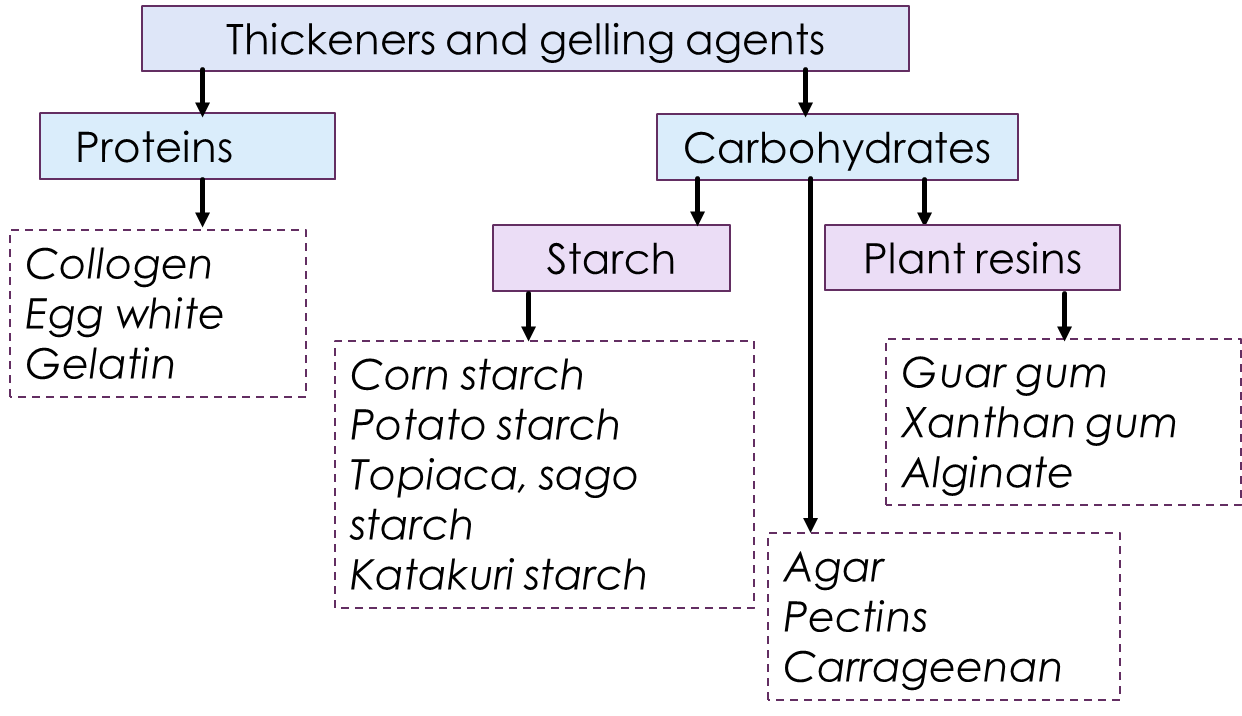 Thickeners and gelling agents
Proteins
Carbohydrates
Collogen
Egg white
Gelatin
Starch
Plant resins
Corn starch
Potato starch
Topiaca, sago
starch
Katakuri starch
Guar gum
Xanthan gum
Alginate
Agar
Pectins
Carrageenan